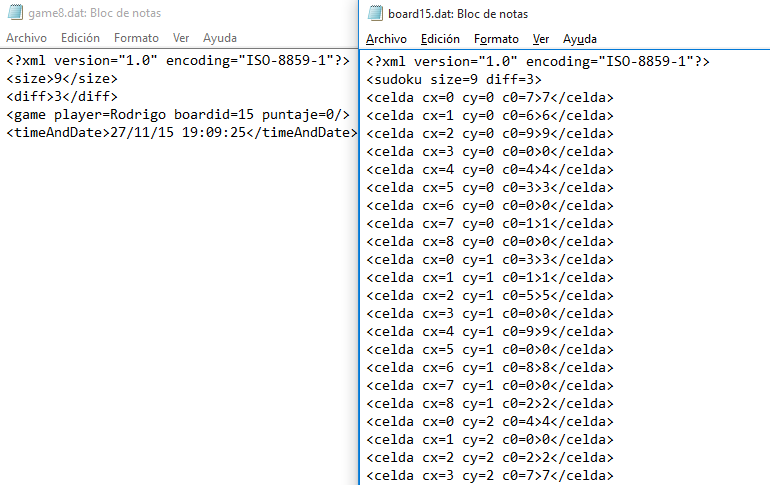 game8.dat: Bloc de notas
Archivo Edición Formato Ver Ayuda
<?xml version="1.0" encoding="ISO-8859-1"?>
<size>9</size>
<diff>3</diff>
<game player=Rodrigo boardid=15 puntaje=0/>
<timeAndDate>27/11/15 19:09:25</timeAndDate>
board15.dat: Bloc de notas
Archivo Edición Formato Ver Ayuda
<?xml version="1.0" encoding="ISO-8859-1"?>
<sudoku size=9 diff=3>
<celda cx=0 cy=0 c0=7>7</celda>
<celda cx=1 cy=0 c0=6>6</celda>
<celda cx=2 cy=0 c0=9>9</celda>
<celda cx=3 cy=0 c0=0>0</celda>
<celda cx=4 cy=0 c0=4>4</celda>
<celda cx=5 cy=0 c0=3>3</celda>
<celda cx=6 cy=0 c0=0>0</celda>
<celda cx=7 cy=0 c0=1>1</celda>
<celda cx=8 cy=0 c0=0>0</celda>
<celda cx=0 cy=1 c0=3>3</celda>
<celda cx=1 cy=1 c0=1>1</celda>
<celda cx=2 cy=1 c0=5>5</celda>
<celda cx=3 cy=1 c0=0>0</celda>
<celda cx=4 cy=1 c0=9>9</celda>
<celda cx=5 cy=1 c0=0>0</celda>
<celda cx=6 cy=1 c0=8>8</celda>
<celda cx=7 cy=1 c0=0>0</celda>
<celda cx=8 cy=1 c0=2>2</celda>
<celda cx=0 cy=2 c0=4>4</celda>
<celda cx=1 cy=2 c0=0>0</celda>
<celda cx=2 cy=2 c0=2>2</celda>
<celda cx=3 cy=2 c0=7>7</celda>